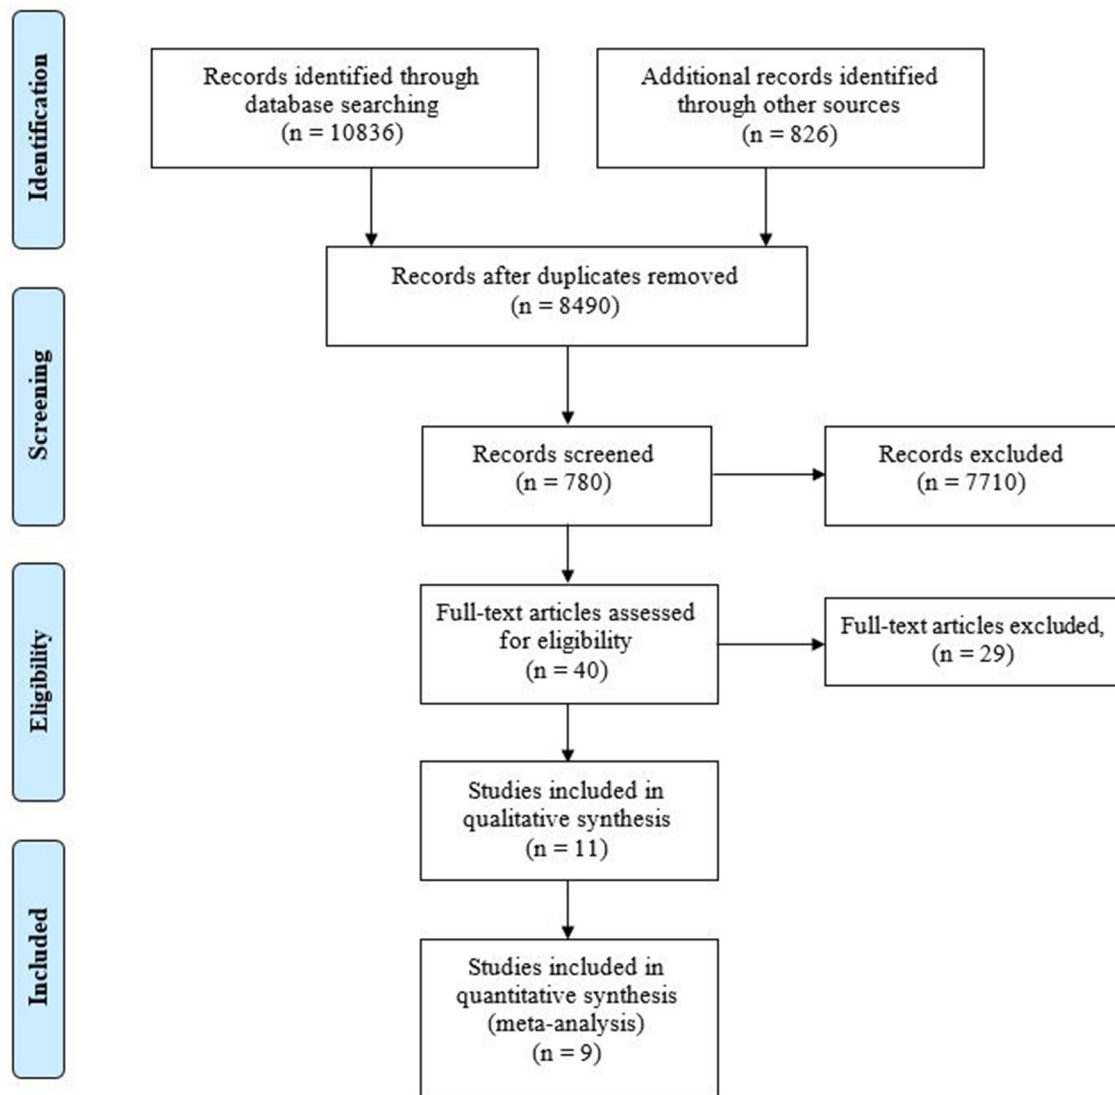 Identification
Records identified through
database searching
(n = 10836)
Additional records identified
through other sources
(n = 826)
Records after duplicates removed
(n = 8490)
Screening
Records screened
(n = 780)
Records excluded
(n = 7710)
Eligibility
Full-text articles assessed
for eligibility
(n = 40)
Full-text articles excluded,
(n = 29)
Studies included in
qualitative synthesis
(n = 11)
Included
Studies included in
quantitative synthesis
(meta-analysis)
(n = 9)